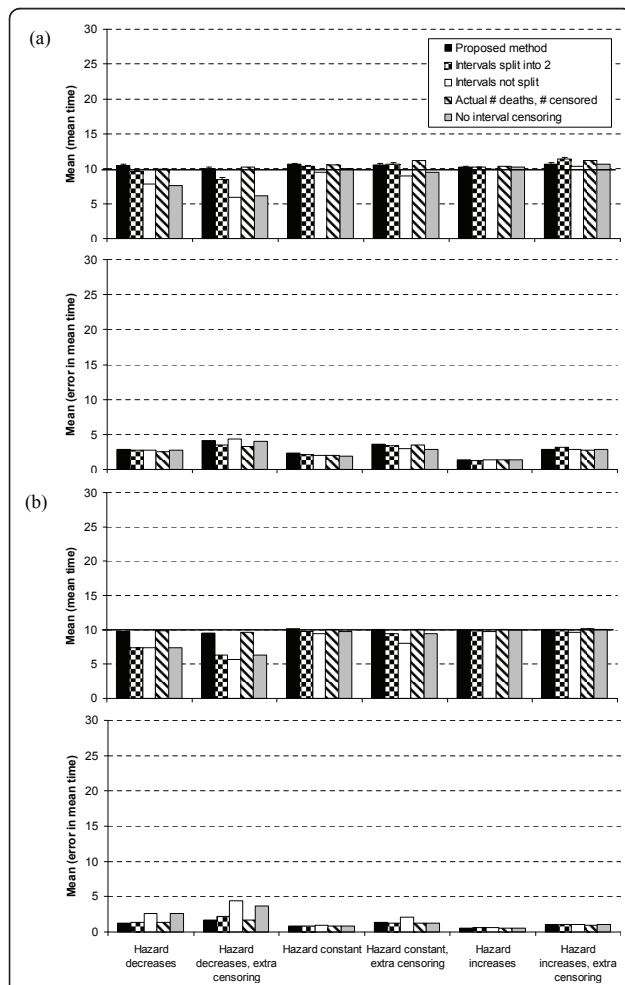 (a)
Mean (mean time)
30
25
20
15
10
5
0
Proposed method
Intervals split into 2
Intervals not split
Actual # deaths, # censored
No interval censoring
Mean (error in mean time)
30
25
20
15
10
5
0
(b)
Mean (mean time)
30
25
20
15
10
5
0
Mean (error in mean time)
30
25
20
15
10
5
0
Hazard
decreases
Hazard
decreases, extra
censoring
Hazard constant
Hazard constant,
extra censoring
Hazard
increases
Hazard
increases, extra
censoring